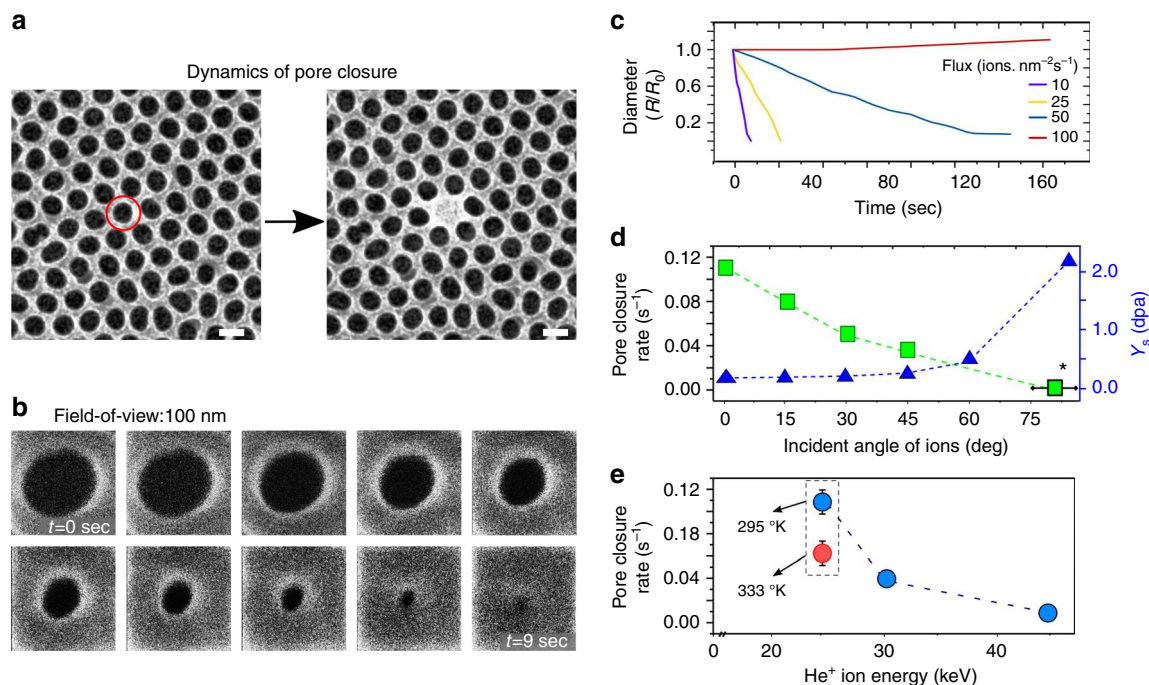 a
Dynamics of pore closure
b
Field-of-view:100 nm
t=0 sec
t=9 sec
c
Diameter
(R/R₀)
1.0
0.6
0.2
Flux (ions. nm⁻²s⁻¹)
10
25
50
100
0 40 80 120 160
Time (sec)
d
Pore closure
rate (s⁻¹)
0.12
0.08
0.04
0.00
2.0
1.0
0.0
Yₛ (dpa)
*
0 15 30 45 60 75
Incident angle of ions (deg)
e
Pore closure
rate (s⁻¹)
0.12
0.18
0.04
0.00
295 °K
333 °K
0 20 30 40
He⁺ ion energy (keV)